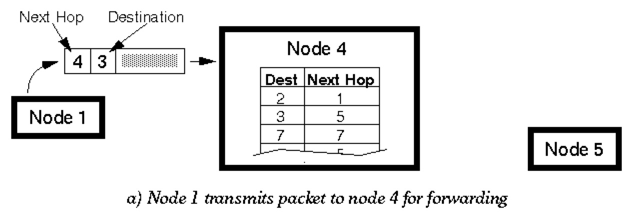 Next Hop Destination
4 3
Node 1
Node 4
Dest Next Hop
2 1
3 5
7 7
Node 5
a) Node 1 transmits packet to node 4 for forwarding